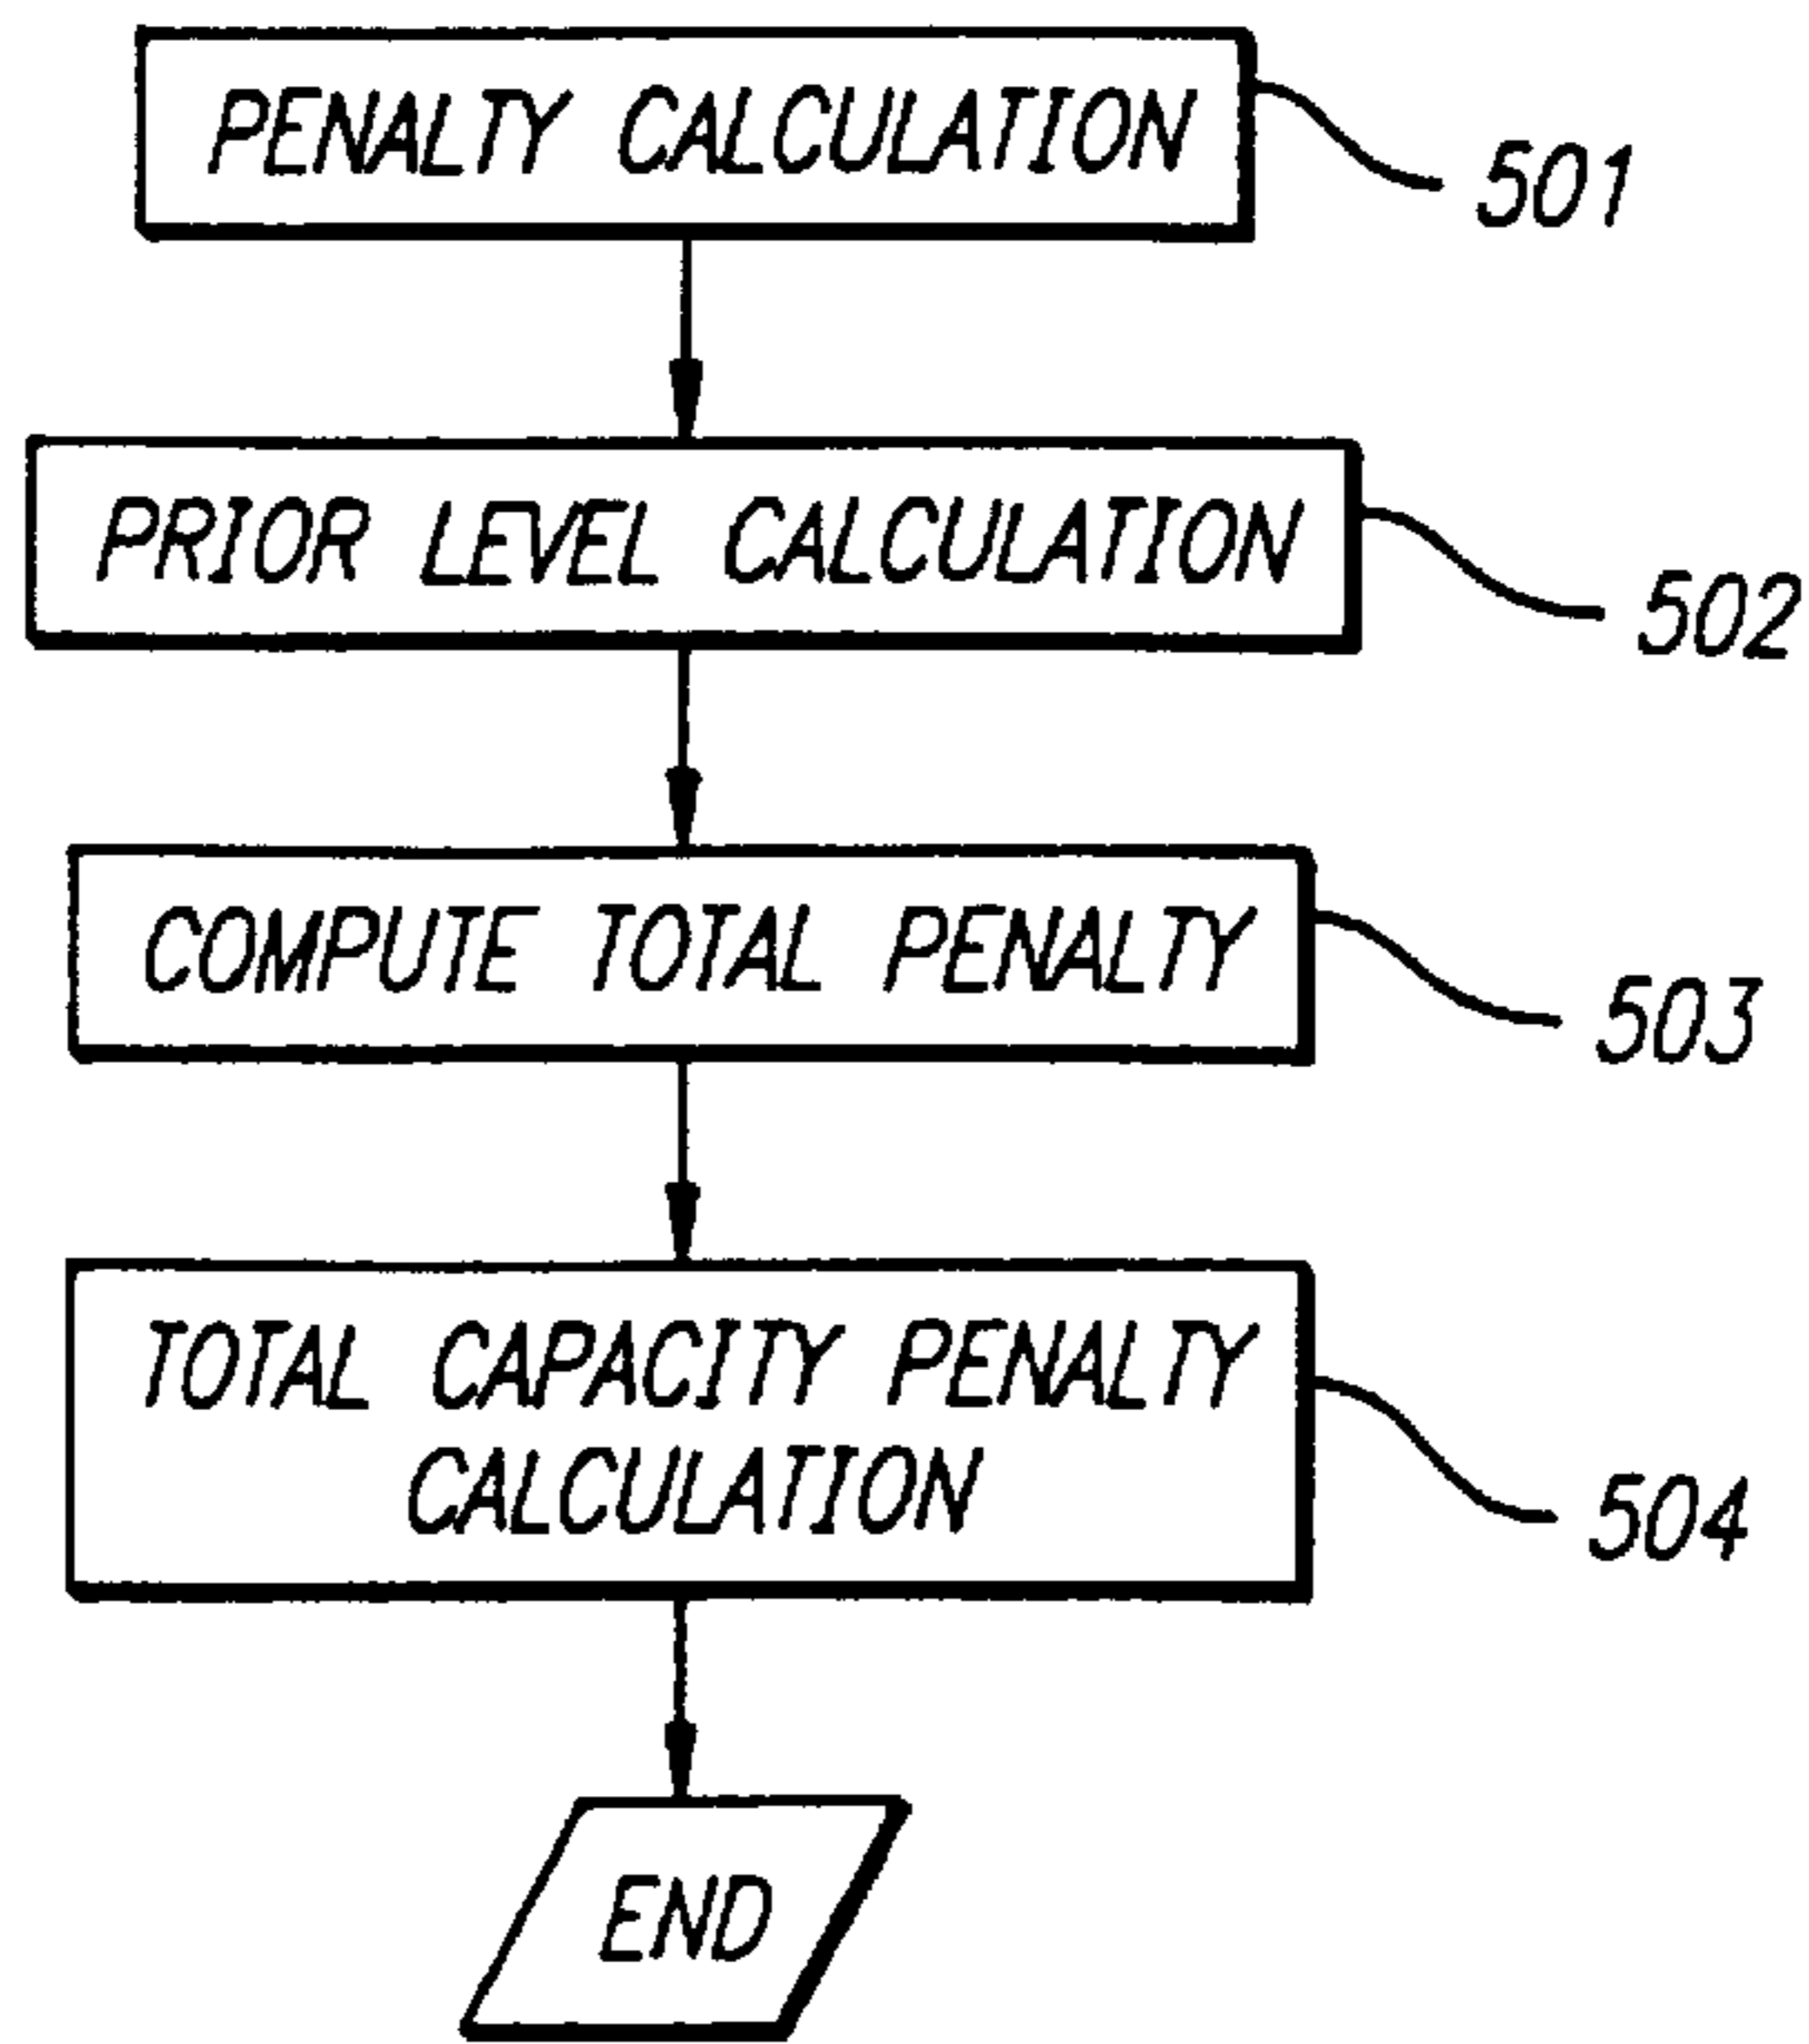 PENALTY CALCULATION
501
PRIOR LEVEL CALCULATION
502
COMPUTE TOTAL PENALTY
503
TOTAL CAPACITY PENALTY
CALCULATION
504
END